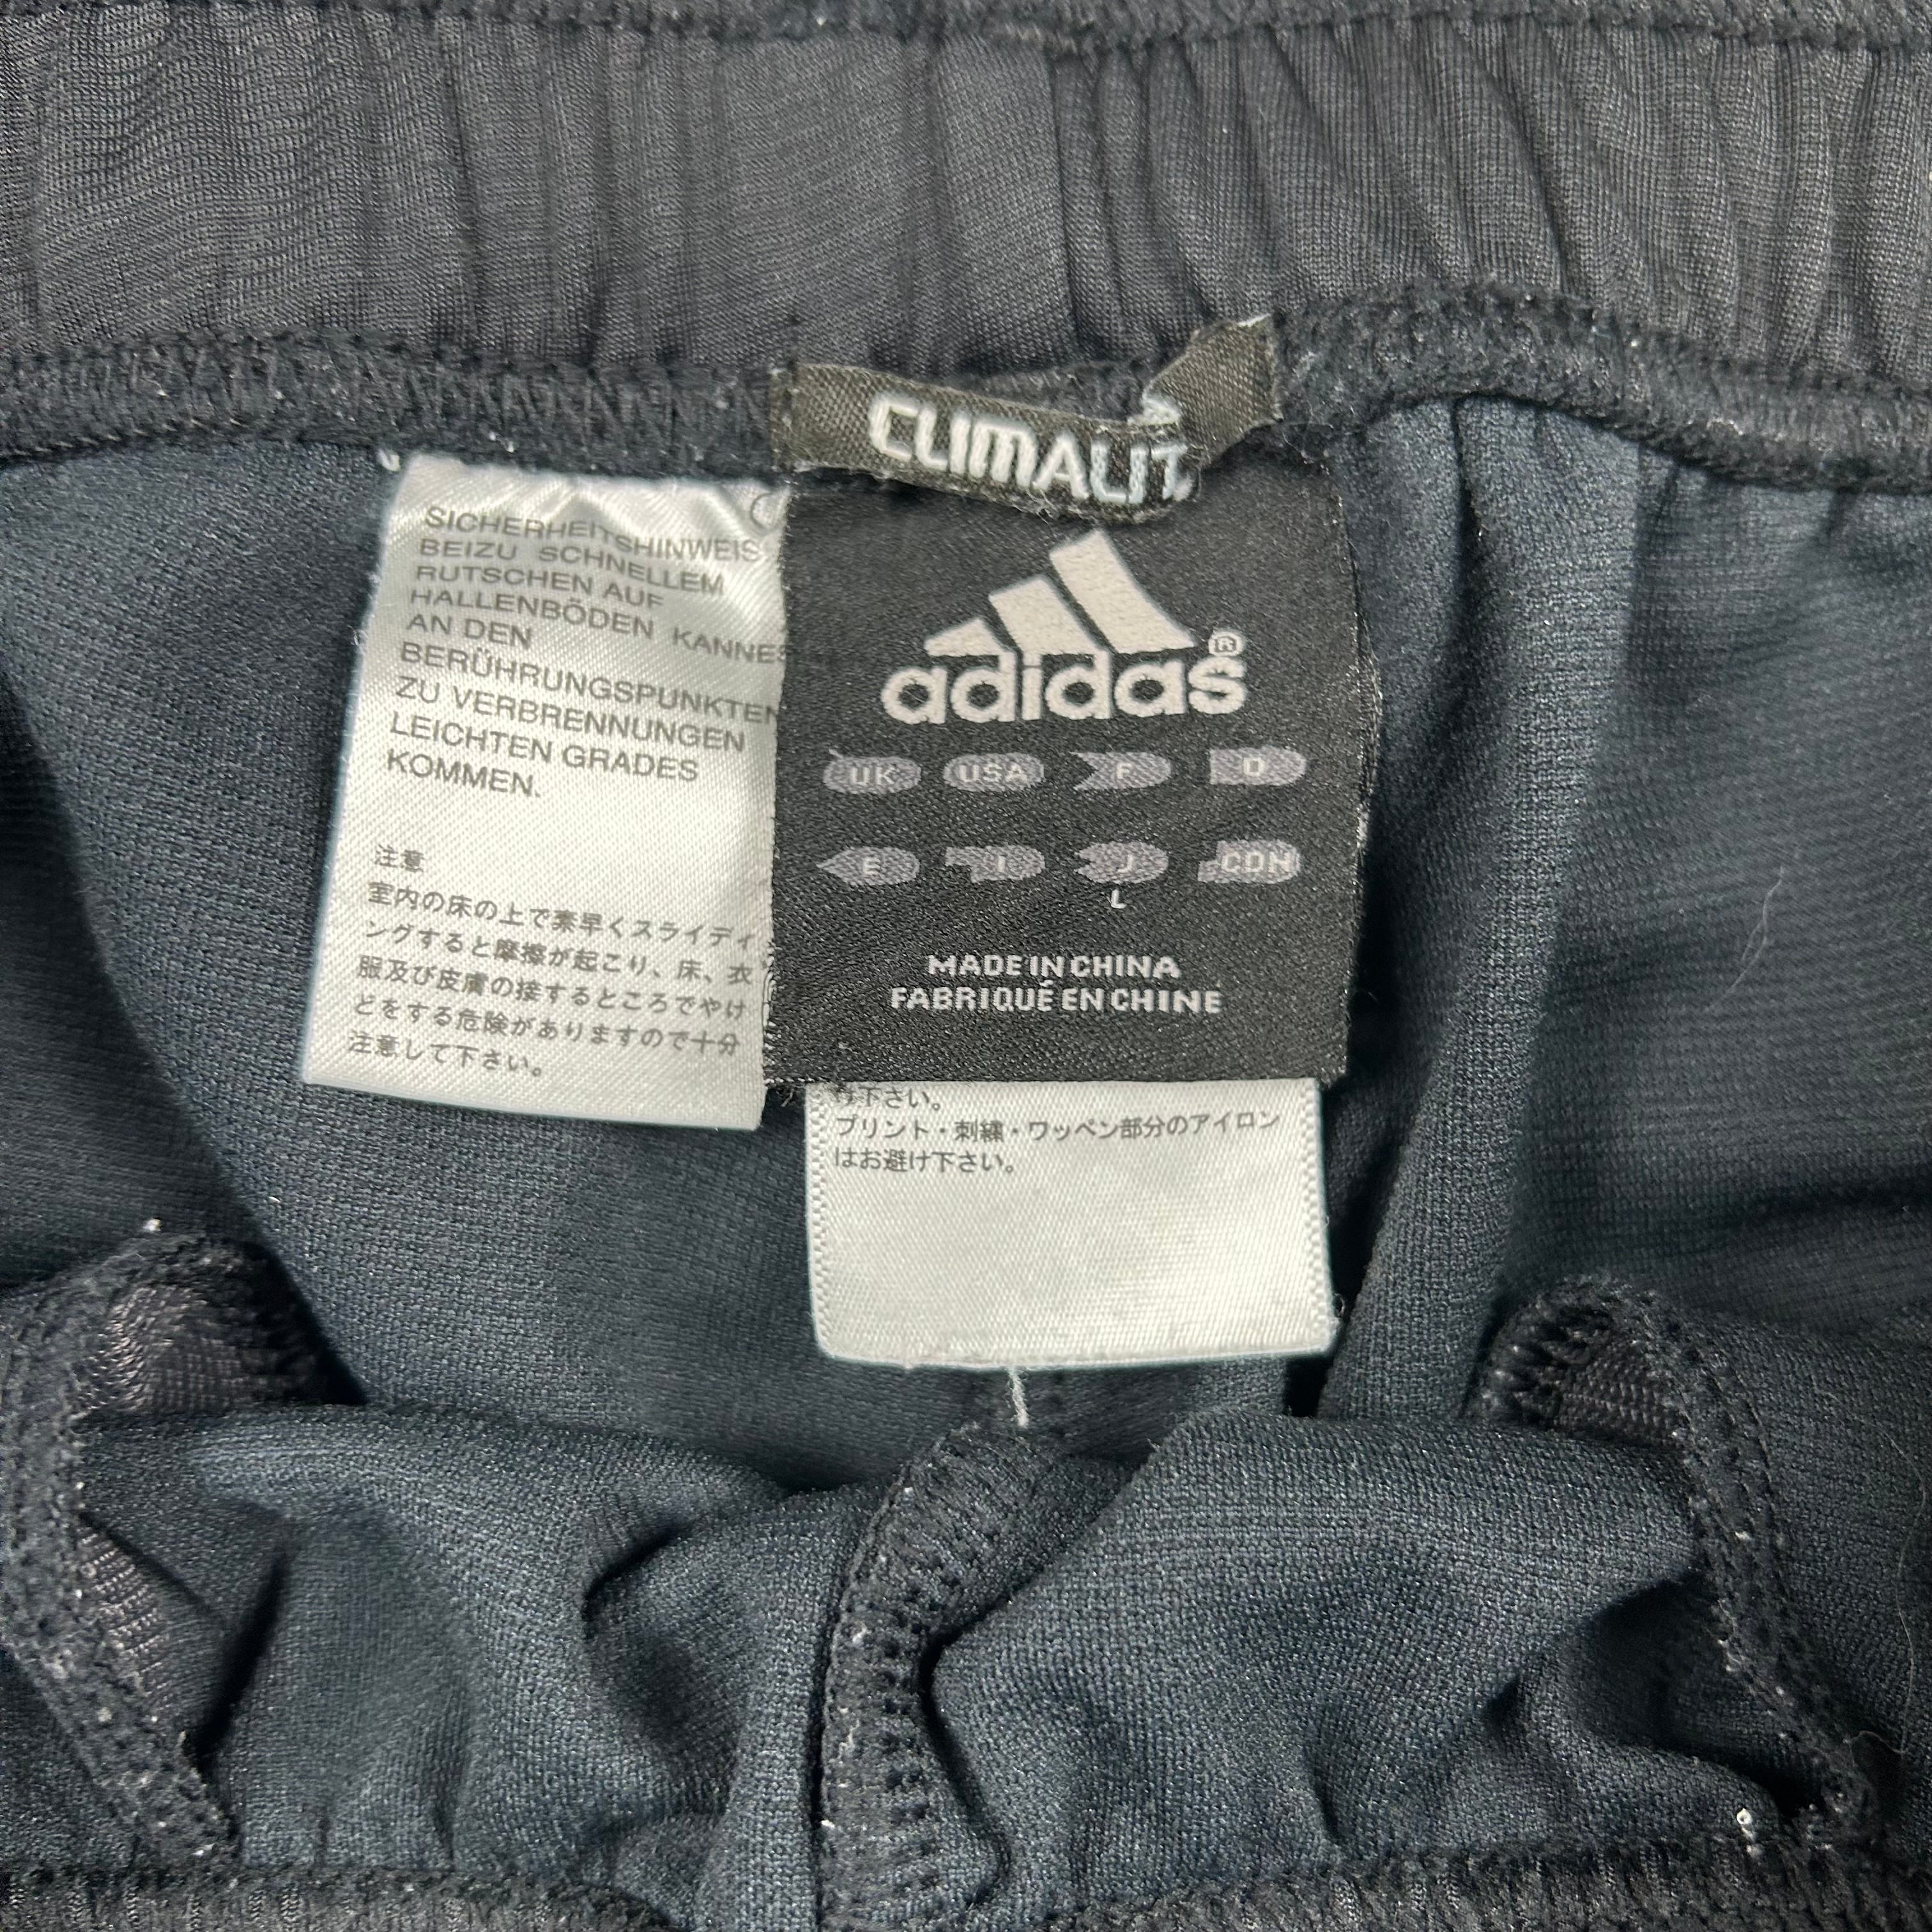 CLIMALIT
SICHERHEITSHINWEIS
BEIZU SCHNELLEM
RUTSCHEN AUF
HALLENBÖDEN KANNES
AN DEN
BERÜHRUNGSPUNKTEN
ZU VERBRENNUNGEN
LEICHTEN GRADES
KOMMEN.
注意
室内の床の上で素早くスライディ
ングすると摩擦が起こり、床、衣
服及び皮膚の接するところでやけ
どをする危険がありますので十分
注意して下さい。
adidas®
UK USA F D
E I J CDN
L
MADE IN CHINA
FABRIQUÉ EN CHINE
下さい。
プリント・刺繍・ワッペン部分のアイロン
はお避け下さい。